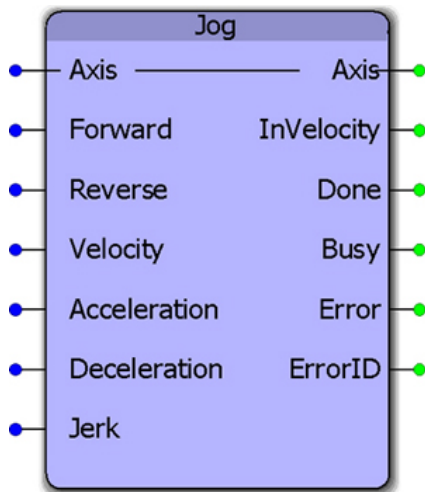 Jog
Axis Axis
Forward InVelocity
Reverse Done
Velocity Busy
Acceleration Error
Deceleration ErrorID
Jerk